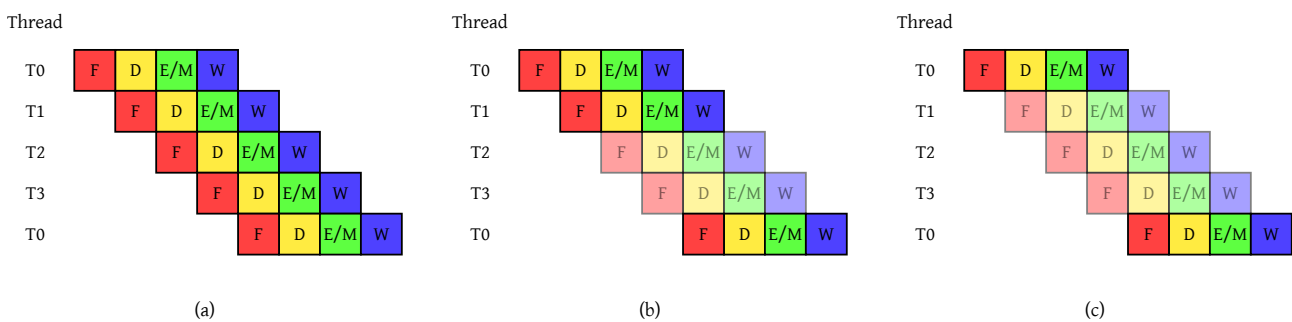 Thread Thread Thread
T0 F D E/M W T0 F D E/M W T0 F D E/M W
T1 F D E/M W T1 F D E/M W T1 F D E/M W
T2 F D E/M W T2 F D E/M W T2 F D E/M W
T3 F D E/M W T3 F D E/M W T3 F D E/M W
T0 F D E/M W T0 F D E/M W T0 F D E/M W
(a) (b) (c)